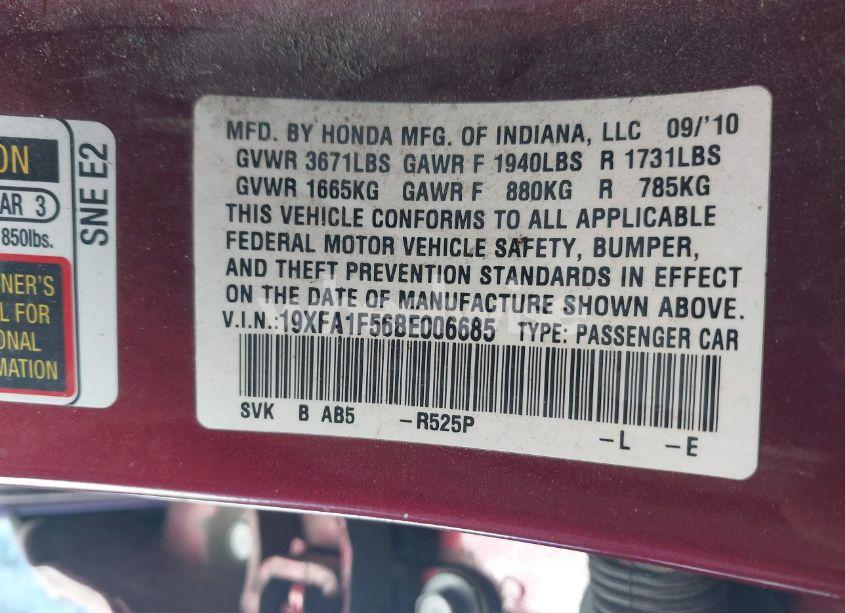 ON
AR 3
850lbs.
NER'S
L FOR
ONAL
MATION
SNE E2
MFD. BY HONDA MFG. OF INDIANA, LLC 09/'10
GVWR 3671LBS GAWR F 1940LBS R 1731LBS
GVWR 1665KG GAWR F 880KG R 785KG
THIS VEHICLE CONFORMS TO ALL APPLICABLE
FEDERAL MOTOR VEHICLE SAFETY, BUMPER,
AND THEFT PREVENTION STANDARDS IN EFFECT
ON THE DATE OF MANUFACTURE SHOWN ABOVE.
V.I.N.:19XFA1F56BE006685 TYPE: PASSENGER CAR
SVK B AB5 -R525P
-L -E